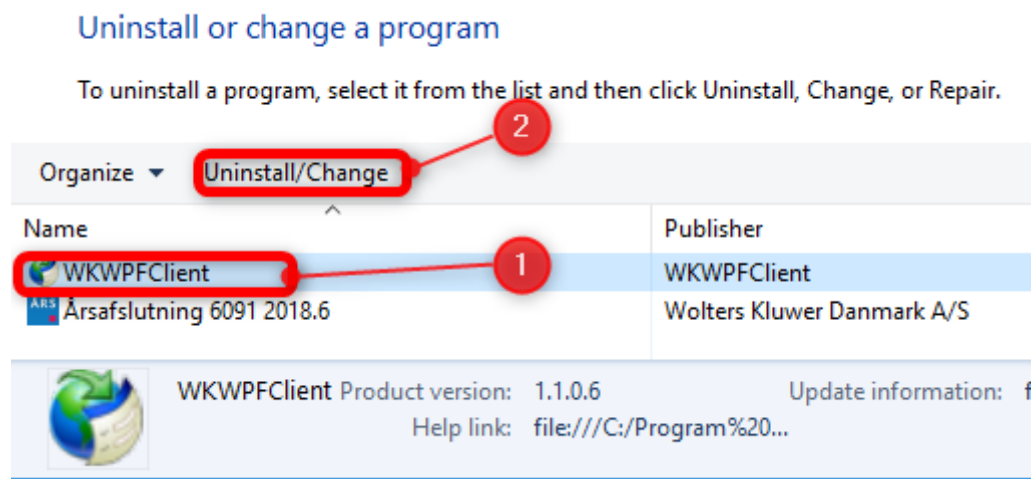 Uninstall or change a program
To uninstall a program, select it from the list and then click Uninstall, Change, or Repair.
2
Organize Uninstall/Change
Name Publisher
1
WKWPFClient WKWPFClient
ARS Årsafslutning 6091 2018.6 Wolters Kluwer Danmark A/S
WKWPFClient Product version: 1.1.0.6 Update information: f
Help link: file:///C:/Program%20...